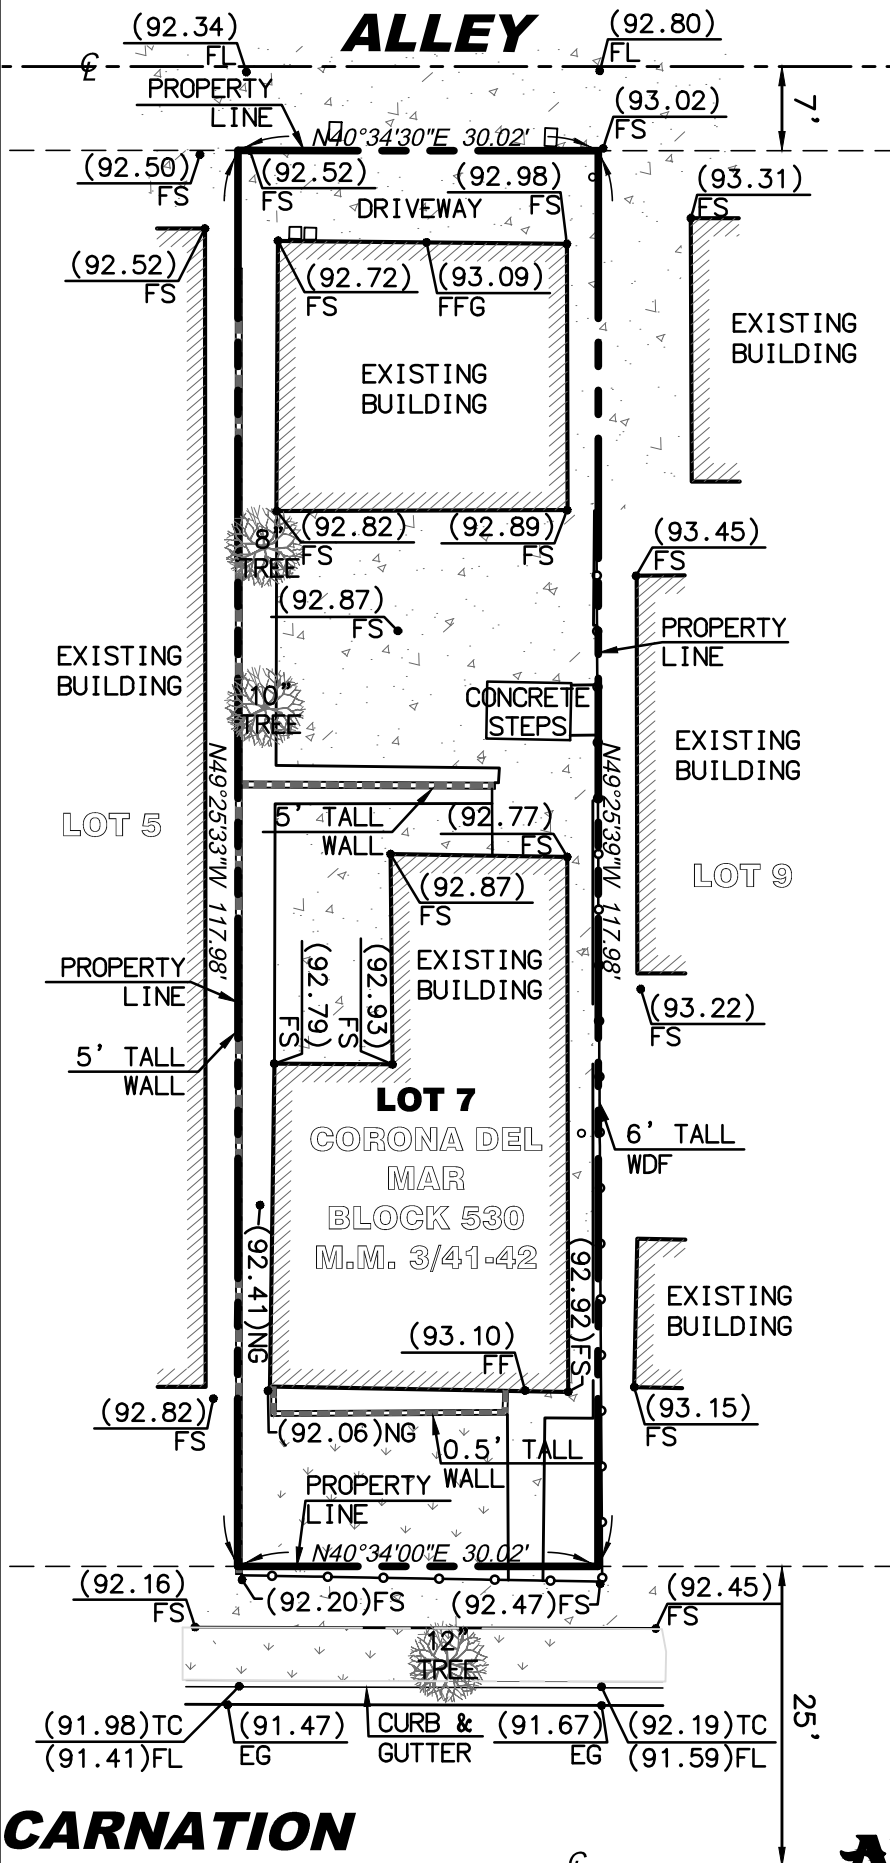 ALLEY
(92.34)
FL
(92.80)
FL
℄
PROPERTY
LINE
(93.02)
FS
7'
N40°34'30"E 30.02'
(92.50)
FS
(92.52)
FS
(92.98)
FS
(93.31)
FS
DRIVEWAY
(92.52)
FS
(92.72)
FS
(93.09)
FFG
EXISTING
BUILDING
EXISTING
BUILDING
(92.82)
FS
(92.89)
FS
(93.45)
FS
8"
TREE
(92.87)
FS
PROPERTY
LINE
EXISTING
BUILDING
10"
TREE
CONCRETE
STEPS
EXISTING
BUILDING
N49°25'33"W 117.98'
N49°25'39"W 117.98'
5' TALL
WALL
(92.77)
FS
LOT 5
LOT 9
(92.87)
FS
EXISTING
BUILDING
(92.79)
FS
(92.93)
FS
PROPERTY
LINE
(93.22)
FS
5' TALL
WALL
LOT 7
CORONA DEL
MAR
BLOCK 530
M.M. 3/41-42
6' TALL
WDF
(92.41)NG
(92.92)FS
EXISTING
BUILDING
(93.10)
FF
(92.82)
FS
(92.06)NG
(93.15)
FS
0.5' TALL
WALL
PROPERTY
LINE
N40°34'00"E 30.02'
(92.16)
FS
(92.20)FS
(92.47)FS
(92.45)
FS
12"
TREE
25'
(91.98)TC
(91.41)FL
(91.47)
EG
CURB &
GUTTER
(91.67)
EG
(92.19)TC
(91.59)FL
CARNATION
℄